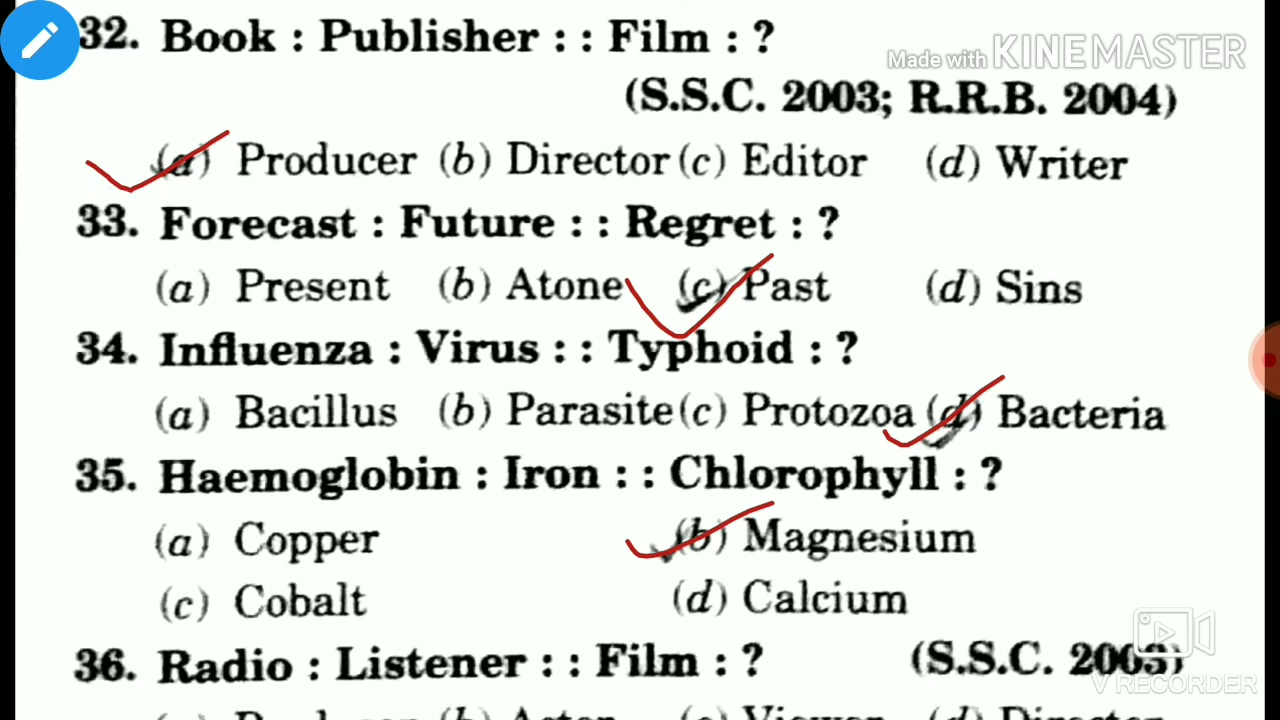 32. Book : Publisher : : Film : ?
Made with KINEMASTER
(S.S.C. 2003; R.R.B. 2004)
(a) Producer (b) Director (c) Editor (d) Writer
33. Forecast : Future : : Regret : ?
(a) Present (b) Atone (c) Past (d) Sins
34. Influenza : Virus : : Typhoid : ?
(a) Bacillus (b) Parasite (c) Protozoa (d) Bacteria
35. Haemoglobin : Iron : : Chlorophyll : ?
(a) Copper (b) Magnesium
(c) Cobalt (d) Calcium
36. Radio : Listener : : Film : ? (S.S.C. 2003)
V RECORDER